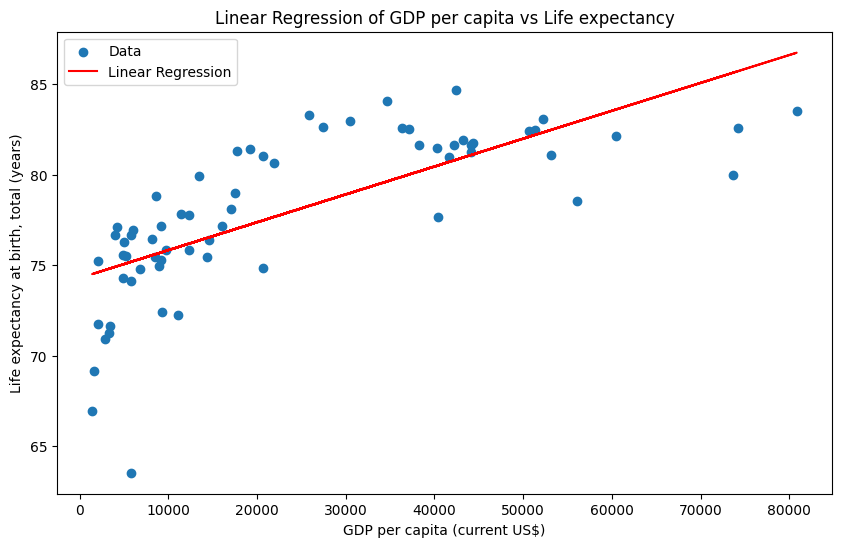 Linear Regression of GDP per capita vs Life expectancy
Data
Linear Regression
85
80
75
70
65
Life expectancy at birth, total (years)
0 10000 20000 30000 40000 50000 60000 70000 80000
GDP per capita (current US$)